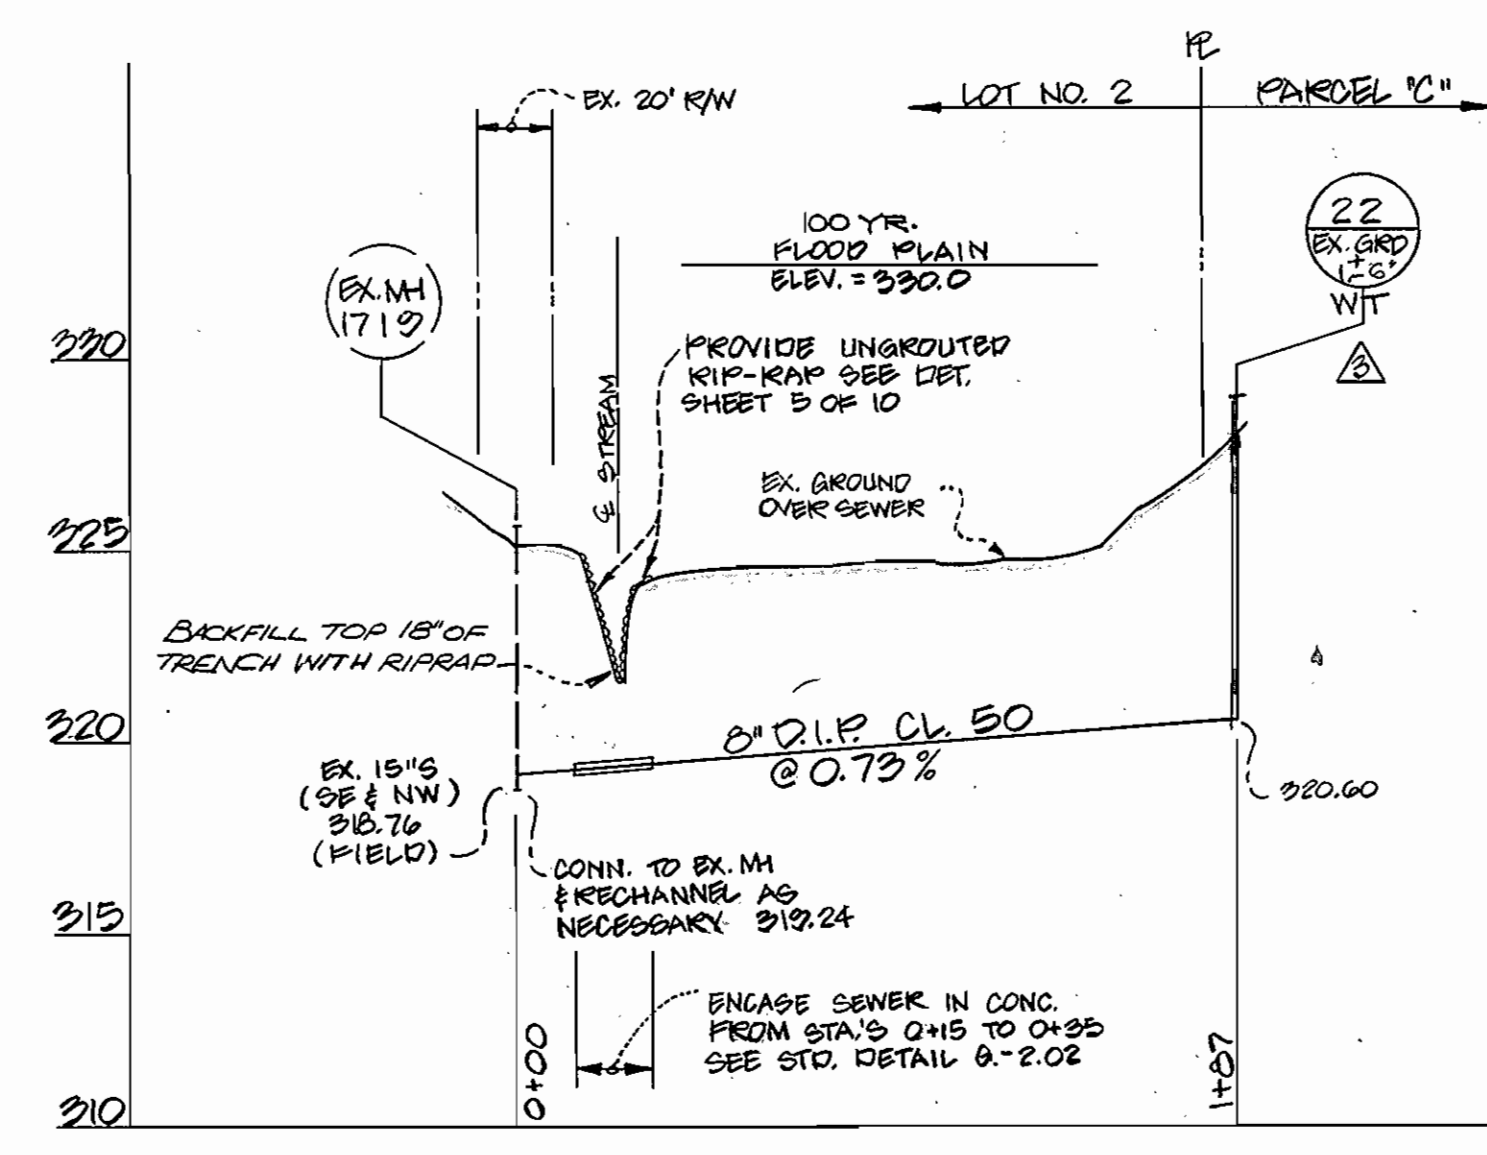 PL
LOT NO. 2
PARCEL "C"
EX. 20' R/W
22
EX. GRD
WT
3
100 YR.
FLOOD PLAIN
ELEV. = 330.0
EX. MH
1719
330
325
320
315
310
PROVIDE UNGROUTED
RIP-RAP SEE DET.
SHEET 5 OF 10
℄ STREAM
EX. GROUND
OVER SEWER
BACKFILL TOP 18" OF
TRENCH WITH RIPRAP
8" D.I.P. CL. 50
@ 0.73 %
EX. 15"S
(SE & NW)
318.76
(FIELD)
320.60
CONN. TO EX. MH
& RECHANNEL AS
NECESSARY 319.24
ENCASE SEWER IN CONC.
FROM STA.'S 0+15 TO 0+35
SEE STD. DETAIL G.-2.02
0+00
1+87